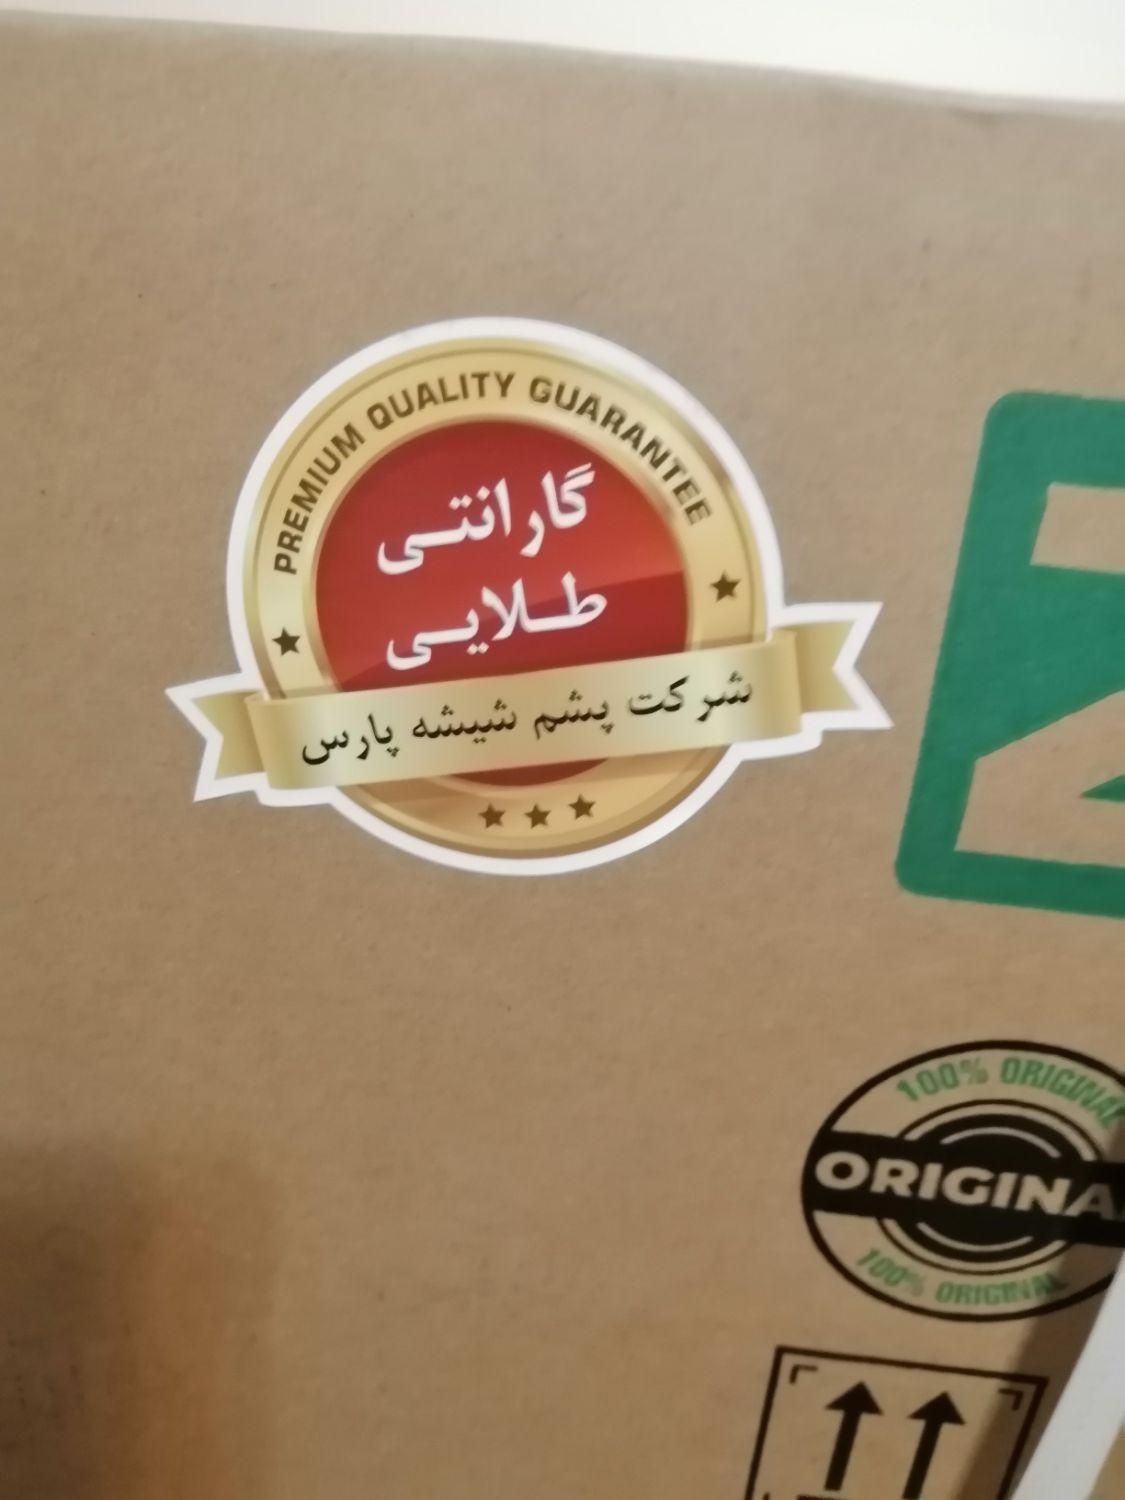 PREMIUM QUALITY GUARANTEE
گارانتی
طلایی
شرکت پشم شیشه پارس
100% ORIGINAL
ORIGINA
100% ORIGINAL